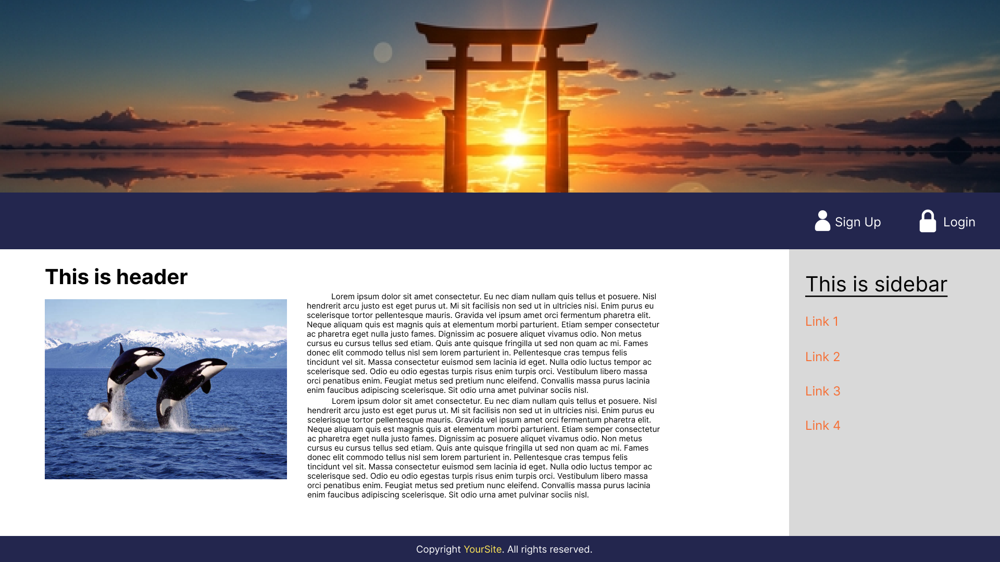 Sign Up
Login
This is header
Lorem ipsum dolor sit amet consectetur. Eu nec diam nullam quis tellus et posuere. Nisl
hendrerit arcu justo est eget purus ut. Mi sit facilisis non sed ut in ultricies nisi. Enim purus eu
scelerisque tortor pellentesque mauris. Gravida vel ipsum amet orci fermentum pharetra elit.
Neque aliquam quis est magnis quis at elementum morbi parturient. Etiam semper consectetur
ac pharetra eget nulla justo fames. Dignissim ac posuere aliquet vivamus odio. Non metus
cursus eu cursus tellus sed etiam. Quis ante quisque fringilla ut sed non quam ac mi. Fames
donec elit commodo tellus nisl sem lorem parturient in. Pellentesque cras tempus felis
tincidunt vel sit. Massa consectetur euismod sem lacinia id eget. Nulla odio luctus tempor ac
scelerisque sed. Odio eu odio egestas turpis risus enim turpis orci. Vestibulum libero massa
orci penatibus enim. Feugiat metus sed pretium nunc eleifend. Convallis massa purus lacinia
enim faucibus adipiscing scelerisque. Sit odio urna amet pulvinar sociis nisl.
Lorem ipsum dolor sit amet consectetur. Eu nec diam nullam quis tellus et posuere. Nisl
hendrerit arcu justo est eget purus ut. Mi sit facilisis non sed ut in ultricies nisi. Enim purus eu
scelerisque tortor pellentesque mauris. Gravida vel ipsum amet orci fermentum pharetra elit.
Neque aliquam quis est magnis quis at elementum morbi parturient. Etiam semper consectetur
ac pharetra eget nulla justo fames. Dignissim ac posuere aliquet vivamus odio. Non metus
cursus eu cursus tellus sed etiam. Quis ante quisque fringilla ut sed non quam ac mi. Fames
donec elit commodo tellus nisl sem lorem parturient in. Pellentesque cras tempus felis
tincidunt vel sit. Massa consectetur euismod sem lacinia id eget. Nulla odio luctus tempor ac
scelerisque sed. Odio eu odio egestas turpis risus enim turpis orci. Vestibulum libero massa
orci penatibus enim. Feugiat metus sed pretium nunc eleifend. Convallis massa purus lacinia
enim faucibus adipiscing scelerisque. Sit odio urna amet pulvinar sociis nisl.
This is sidebar
Link 1
Link 2
Link 3
Link 4
Copyright YourSite. All rights reserved.